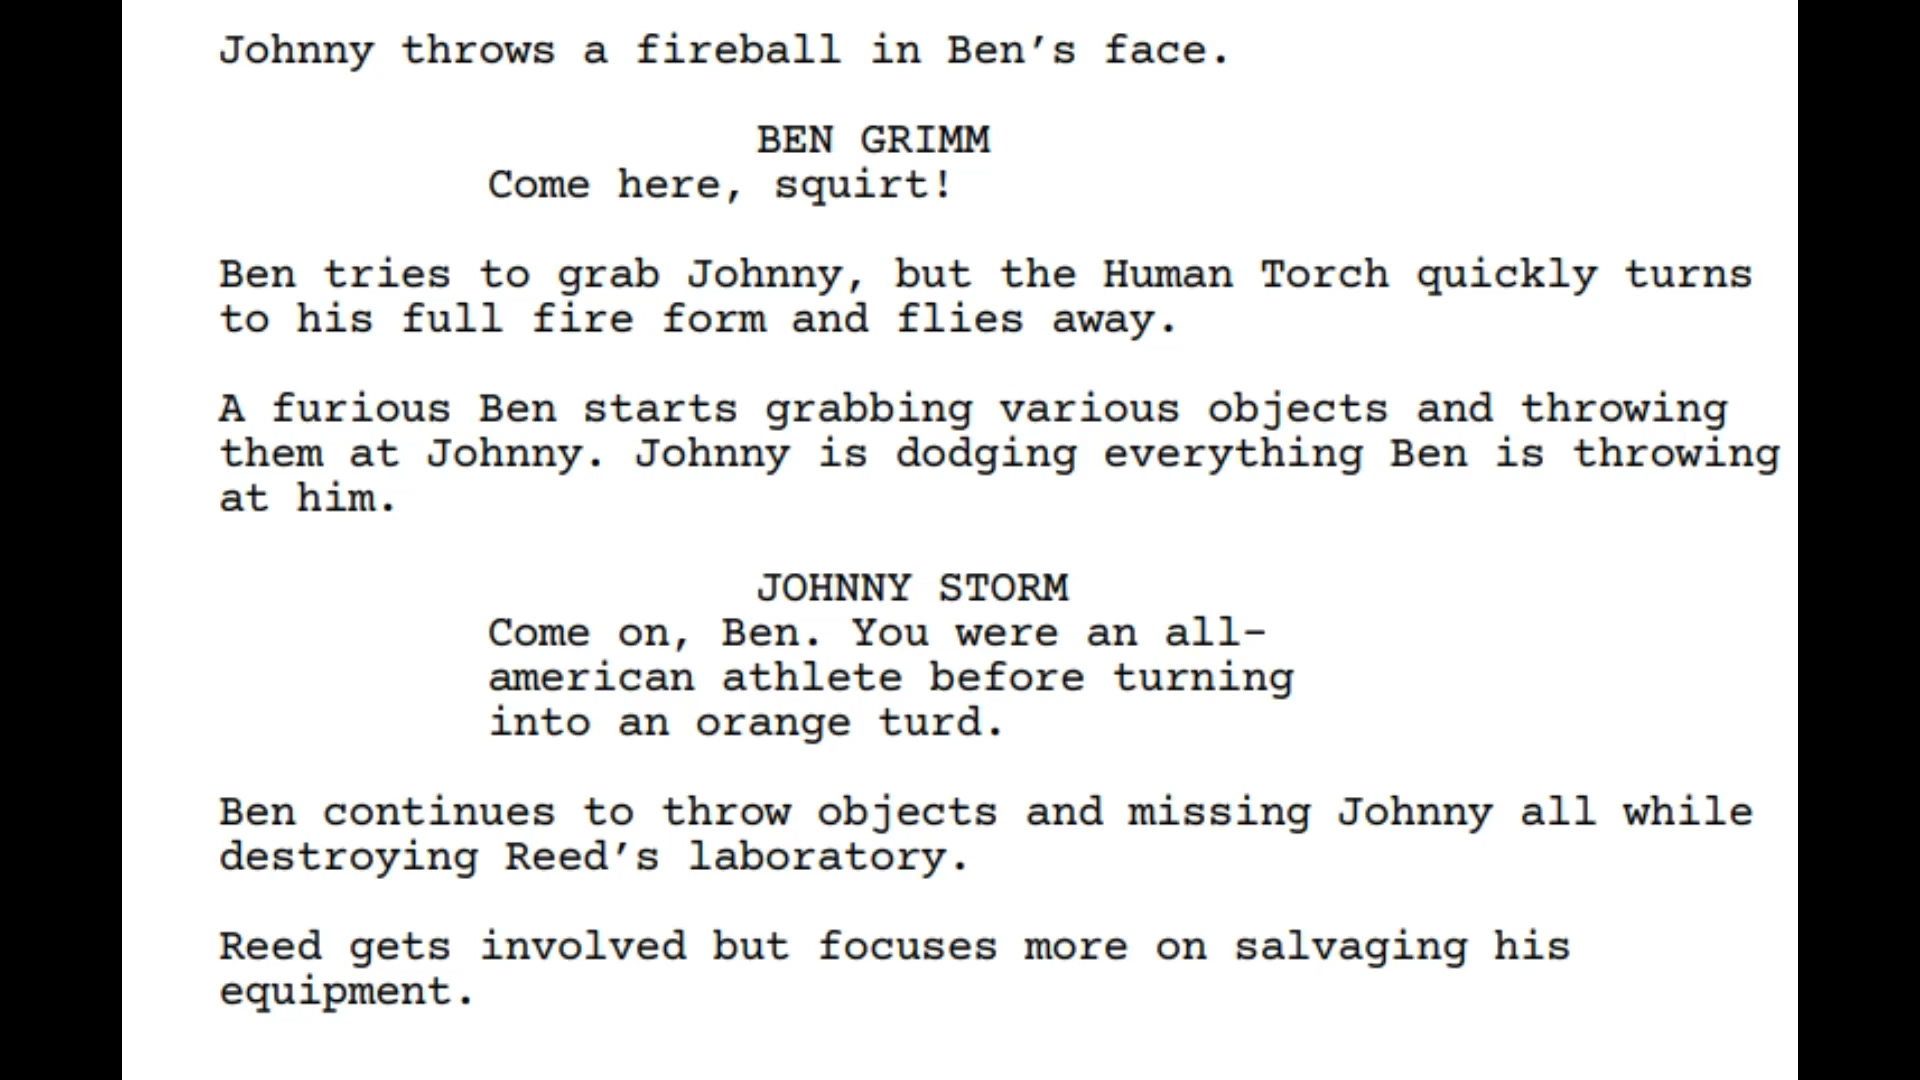 Johnny throws a fireball in Ben’s face.
BEN GRIMM
Come here, squirt!
Ben tries to grab Johnny, but the Human Torch quickly turns
to his full fire form and flies away.
A furious Ben starts grabbing various objects and throwing
them at Johnny. Johnny is dodging everything Ben is throwing
at him.
JOHNNY STORM
Come on, Ben. You were an all-
american athlete before turning
into an orange turd.
Ben continues to throw objects and missing Johnny all while
destroying Reed’s laboratory.
Reed gets involved but focuses more on salvaging his
equipment.